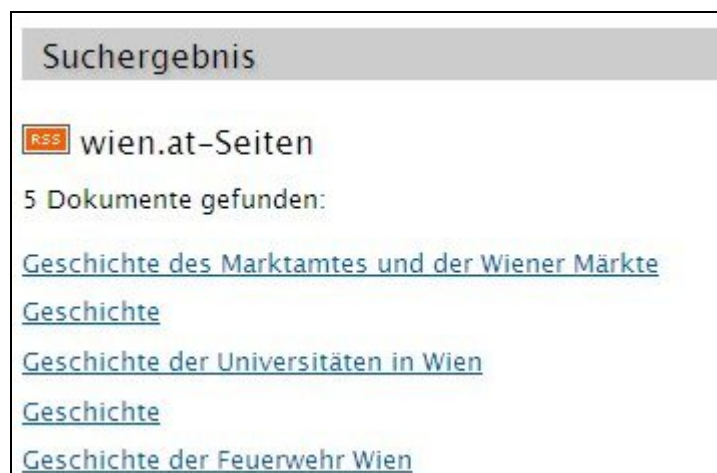 Suchergebnis
RSS wien.at-Seiten
5 Dokumente gefunden:
Geschichte des Marktamtes und der Wiener Märkte
Geschichte
Geschichte der Universitäten in Wien
Geschichte
Geschichte der Feuerwehr Wien